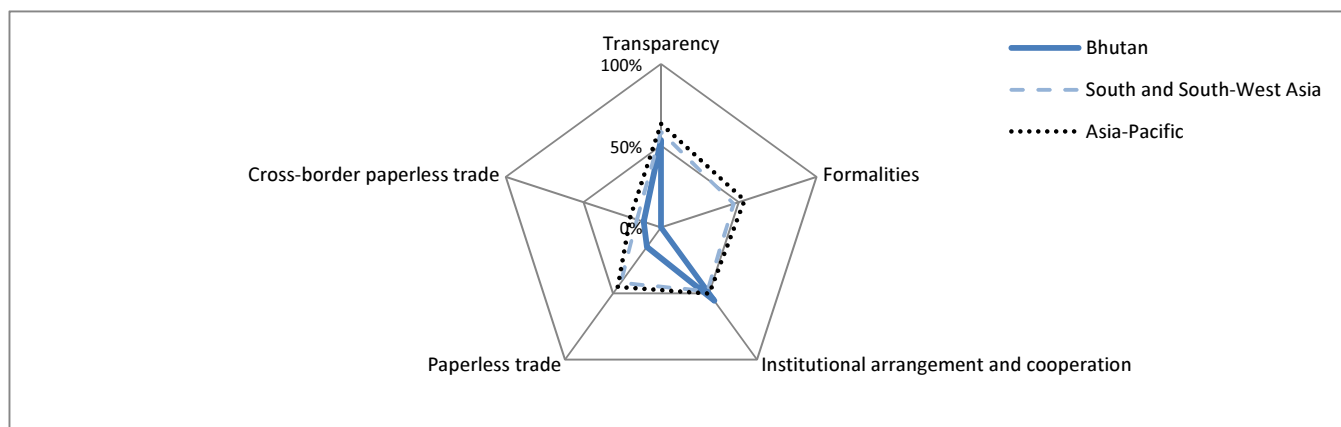 Transparency
100%
50%
0%
Formalities
Institutional arrangement and cooperation
Paperless trade
Cross-border paperless trade
Bhutan
South and South-West Asia
Asia-Pacific